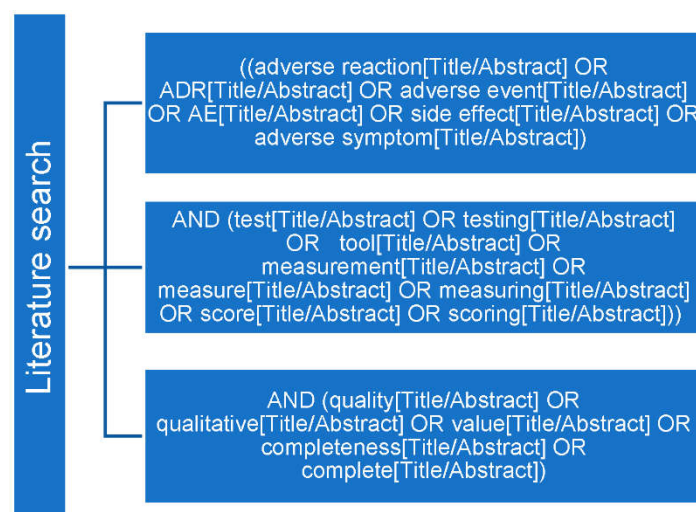 Literature search
((adverse reaction[Title/Abstract] OR
ADR[Title/Abstract] OR adverse event[Title/Abstract]
OR AE[Title/Abstract] OR side effect[Title/Abstract] OR
adverse symptom[Title/Abstract])
AND (test[Title/Abstract] OR testing[Title/Abstract]
OR tool[Title/Abstract] OR
measurement[Title/Abstract] OR
measure[Title/Abstract] OR measuring[Title/Abstract]
OR score[Title/Abstract] OR scoring[Title/Abstract]))
AND (quality[Title/Abstract] OR
qualitative[Title/Abstract] OR value[Title/Abstract] OR
completeness[Title/Abstract] OR
complete[Title/Abstract])